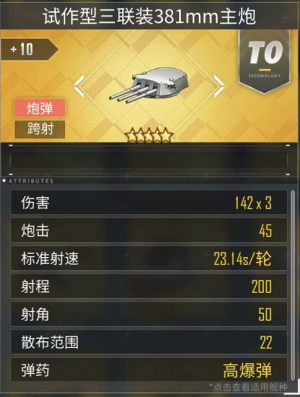 试作型三联装381mm主炮
+10
T0
TECHNOLOGY
炮弹
跨射
ATTRIBUTES
伤害 142 x 3
炮击 45
标准射速 23.14s/轮
射程 200
射角 50
散布范围 22
弹药 高爆弹
*点击查看适用舰种